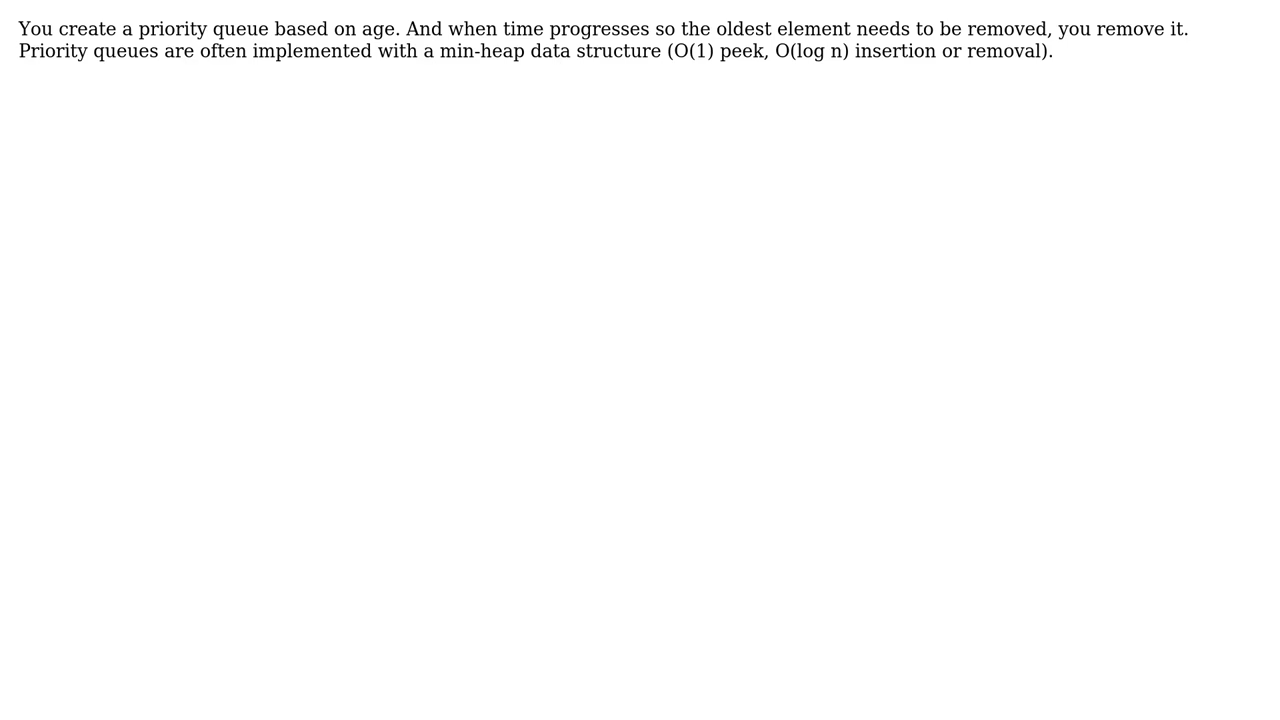 You create a priority queue based on age. And when time progresses so the oldest element needs to be removed, you remove it.
Priority queues are often implemented with a min-heap data structure (O(1) peek, O(log n) insertion or removal).